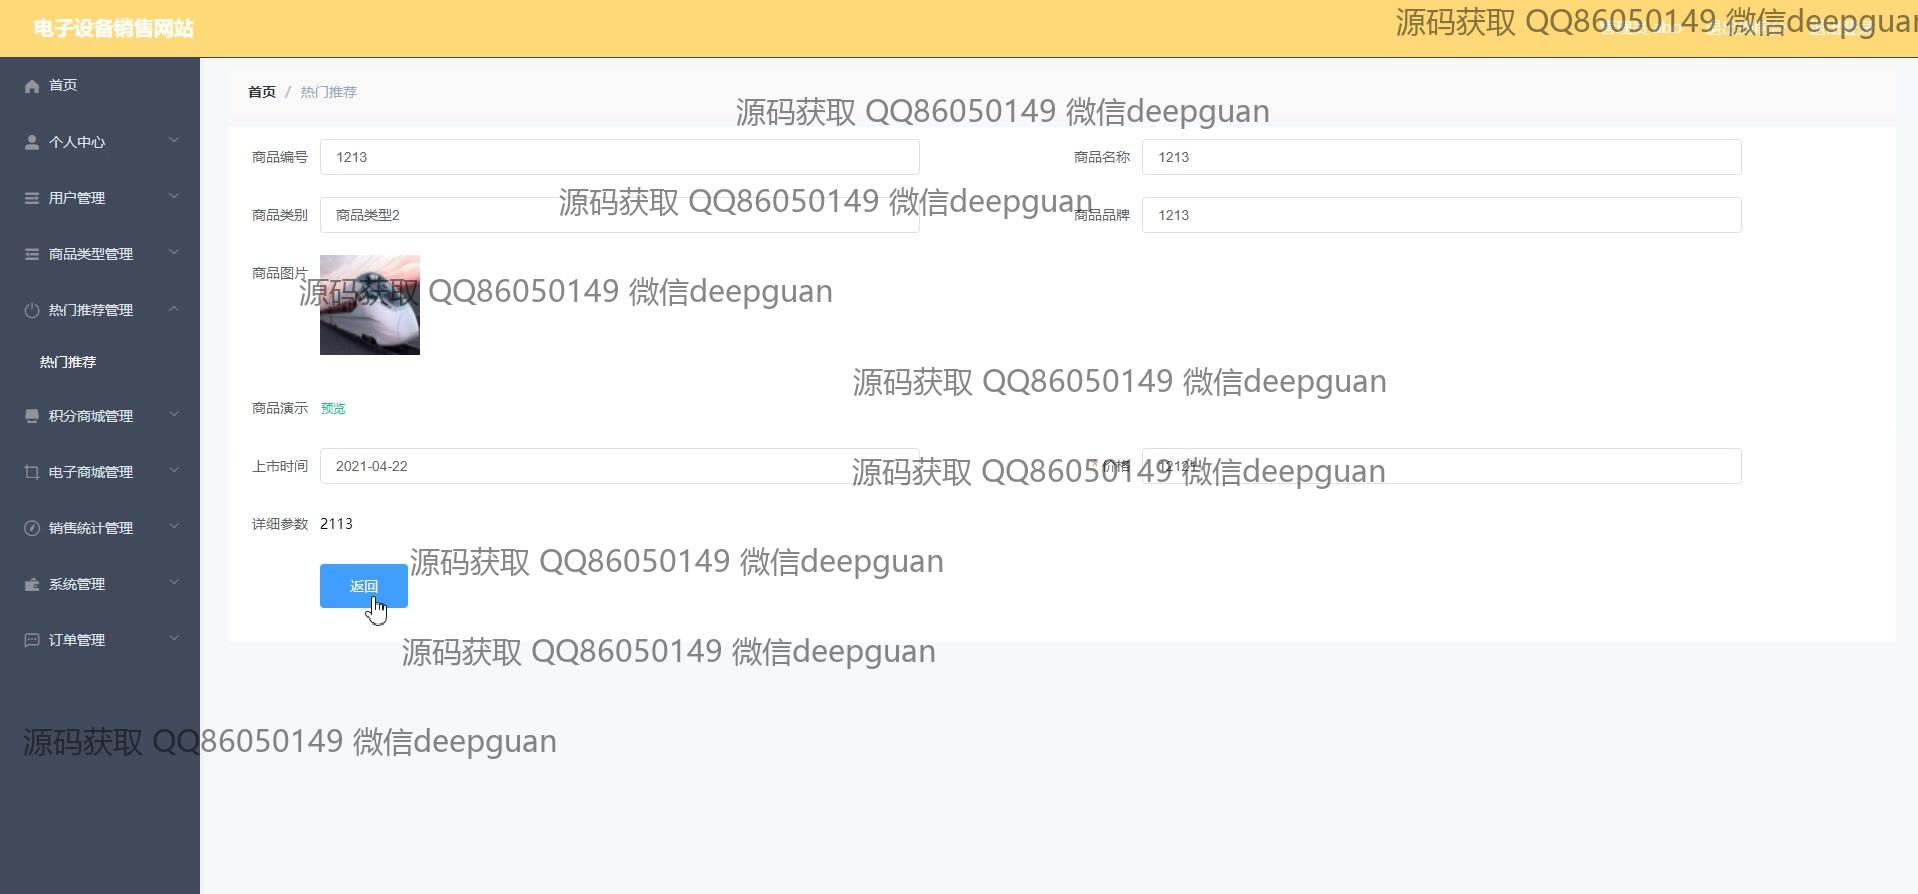 电子设备销售网站
源码获取 QQ86050149 微信deepguan
首页
首页 / 热门推荐
源码获取 QQ86050149 微信deepguan
个人中心
商品编号 1213 商品名称 1213
用户管理
源码获取 QQ86050149 微信deepguan
商品类别 商品类型2 商品品牌 1213
商品类型管理
商品图片
源码获取 QQ86050149 微信deepguan
热门推荐管理
热门推荐
源码获取 QQ86050149 微信deepguan
商品演示 预览
积分商城管理
上市时间 2021-04-22 * 价格
源码获取 QQ86050149 微信deepguan
电子商城管理
详细参数 2113
销售统计管理
源码获取 QQ86050149 微信deepguan
返回
系统管理
订单管理
源码获取 QQ86050149 微信deepguan
源码获取 QQ86050149 微信deepguan